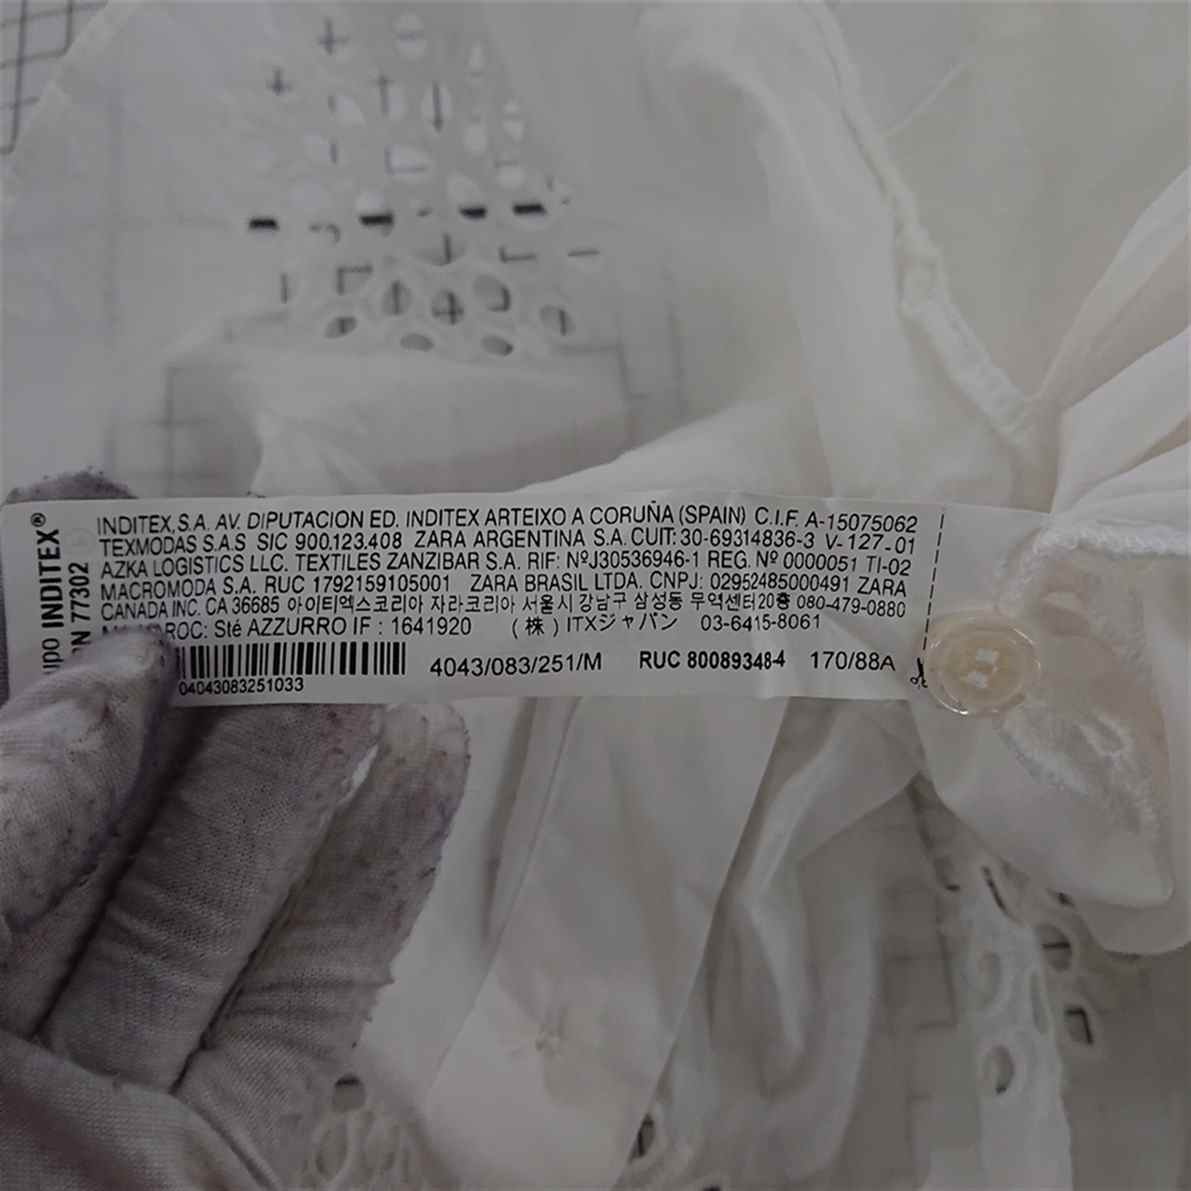 INDITEX®
77302
INDITEX, S.A. AV. DIPUTACION ED. INDITEX ARTEIXO A CORUÑA (SPAIN) C.I.F. A-15075062
TEXMODAS S.A.S SIC 900.123.408 ZARA ARGENTINA S.A. CUIT: 30-69314836-3 V-127-01
AZKA LOGISTICS LLC. TEXTILES ZANZIBAR S.A. RIF: NºJ30536946-1 REG. Nº 0000051 TI-02
MACROMODA S.A. RUC 1792159105001 ZARA BRASIL LTDA. CNPJ: 02952485000491 ZARA
CANADA INC. CA 36685 아이티엑스코리아 자라코리아 서울시 강남구 삼성동 무역센터20층 080-479-0880
Sté AZZURRO IF : 1641920 (株) ITXジャパン 03-6415-8061
04043083251033
4043/083/251/M RUC 80089348-4 170/88A